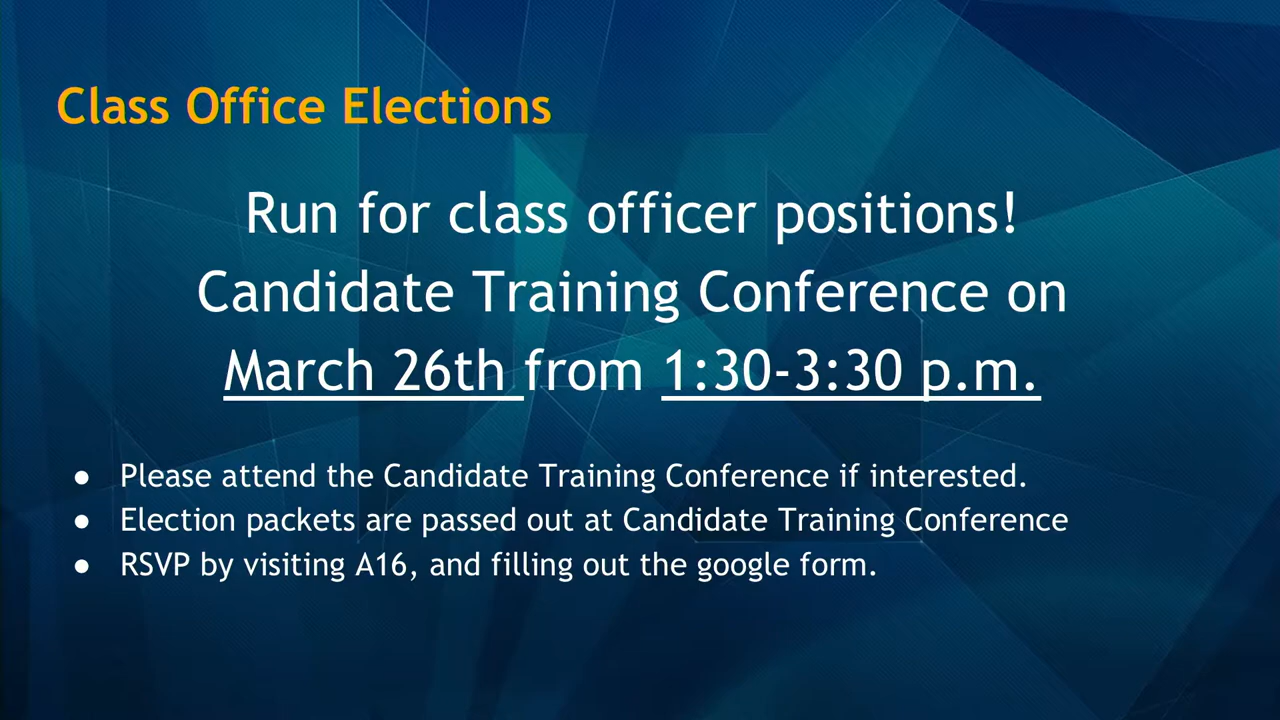 Class Office Elections
Run for class officer positions!
Candidate Training Conference on
March 26th from 1:30-3:30 p.m.
● Please attend the Candidate Training Conference if interested.
● Election packets are passed out at Candidate Training Conference
● RSVP by visiting A16, and filling out the google form.